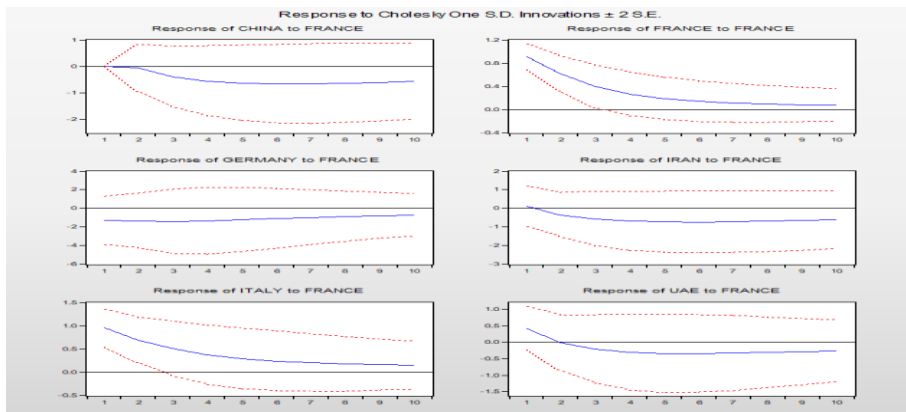 Response to Cholesky One S.D. Innovations ± 2 S.E.
Response of CHINA to FRANCE
1
0
-1
-2
1 2 3 4 5 6 7 8 9 10
Response of FRANCE to FRANCE
1.2
0.8
0.4
0.0
-0.4
1 2 3 4 5 6 7 8 9 10
Response of GERMANY to FRANCE
4
2
0
-2
-4
-6
1 2 3 4 5 6 7 8 9 10
Response of IRAN to FRANCE
2
1
0
-1
-2
-3
1 2 3 4 5 6 7 8 9 10
Response of ITALY to FRANCE
1.5
1.0
0.5
0.0
-0.5
1 2 3 4 5 6 7 8 9 10
Response of UAE to FRANCE
1.0
0.5
0.0
-0.5
-1.0
-1.5
1 2 3 4 5 6 7 8 9 10